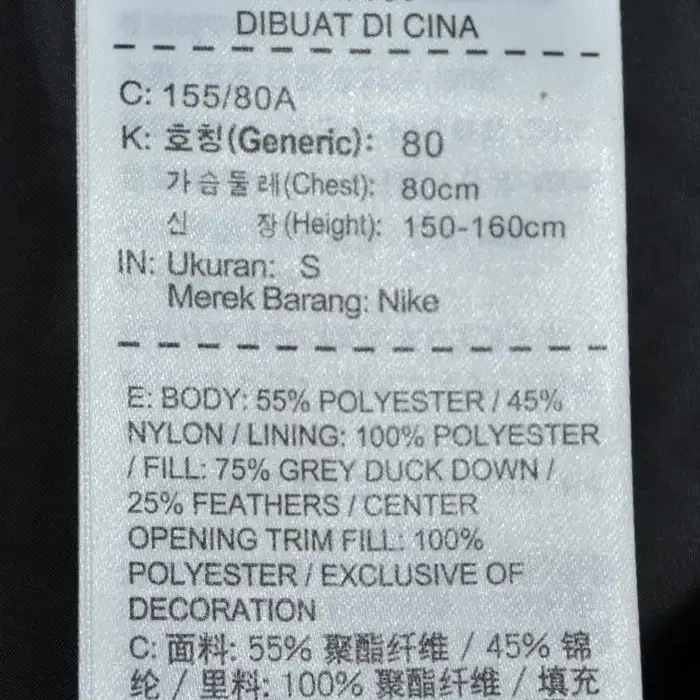 DIBUAT DI CINA
C: 155/80A
K: 호칭(Generic): 80
가슴둘레(Chest): 80cm
신 장(Height): 150-160cm
IN: Ukuran: S
Merek Barang: Nike
E: BODY: 55% POLYESTER / 45%
NYLON / LINING: 100% POLYESTER
/ FILL: 75% GREY DUCK DOWN /
25% FEATHERS / CENTER
OPENING TRIM FILL: 100%
POLYESTER / EXCLUSIVE OF
DECORATION
C: 面料: 55% 聚酯纤维 / 45% 锦
纶 / 里料: 100% 聚酯纤维 / 填充